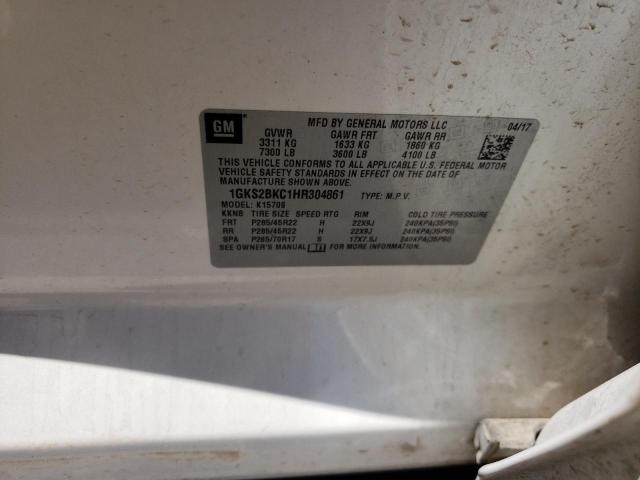 GM
MFD BY GENERAL MOTORS LLC 04/17
GVWR GAWR FRT GAWR RR
3311 KG 1633 KG 1860 KG
7300 LB 3600 LB 4100 LB
THIS VEHICLE CONFORMS TO ALL APPLICABLE U.S. FEDERAL MOTOR
VEHICLE SAFETY STANDARDS IN EFFECT ON THE DATE OF
MANUFACTURE SHOWN ABOVE.
1GKS2BKC1HR304861 TYPE: M.P.V.
MODEL: K15706
KKNB TIRE SIZE SPEED RTG RIM COLD TIRE PRESSURE
FRT P285/45R22 H 22X9J 240KPA(35PSI)
RR P285/45R22 H 22X9J 240KPA(35PSI)
SPA P265/70R17 S 17X7.5J 240KPA(35PSI)
SEE OWNER'S MANUAL